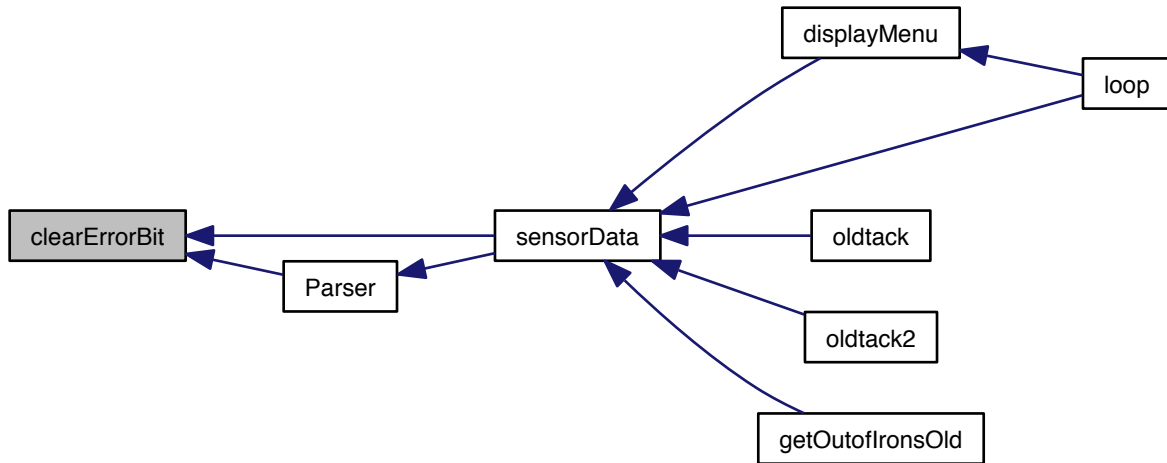 displayMenu
loop
clearErrorBit
sensorData
oldtack
Parser
oldtack2
getOutofIronsOld